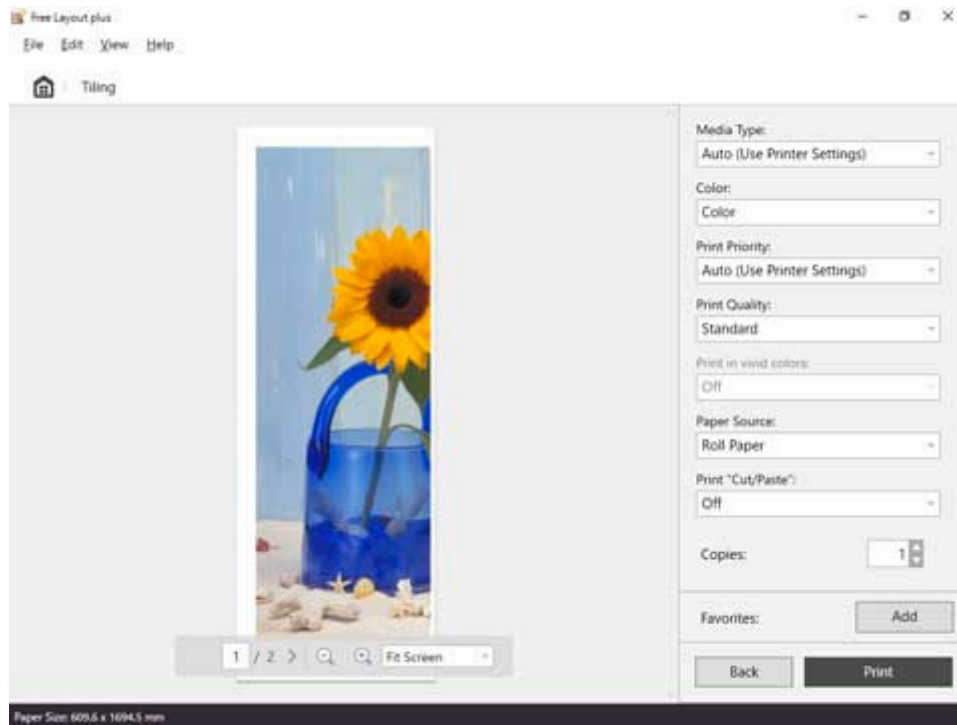 Free Layout plus
File Edit View Help
Tiling
Media Type:
Auto (Use Printer Settings)
Color:
Color
Print Priority:
Auto (Use Printer Settings)
Print Quality:
Standard
Print in vivid colors:
Off
Paper Source:
Roll Paper
Print "Cut/Paste":
Off
Copies: 1
Favorites: Add
1 / 2 > Fit Screen
Back Print
Paper Size: 609.6 x 1694.5 mm